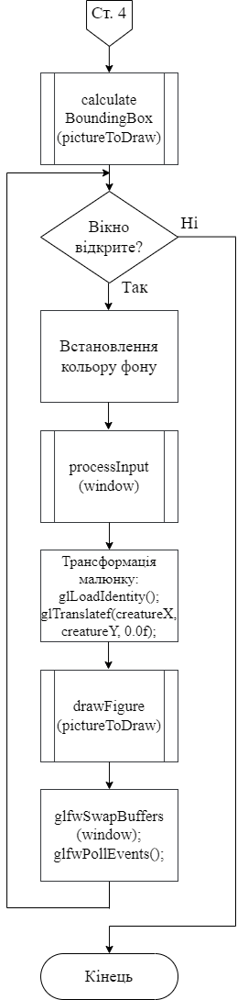 Ст. 4
calculate
BoundingBox
(pictureToDraw)
Вікно
відкрите?
Ні
Так
Встановлення
кольору фону
processInput
(window)
Трансформація
малюнку:
glLoadIdentity();
glTranslatef(creatureX,
creatureY, 0.0f);
drawFigure
(pictureToDraw)
glfwSwapBuffers
(window);
glfwPollEvents();
Кінець